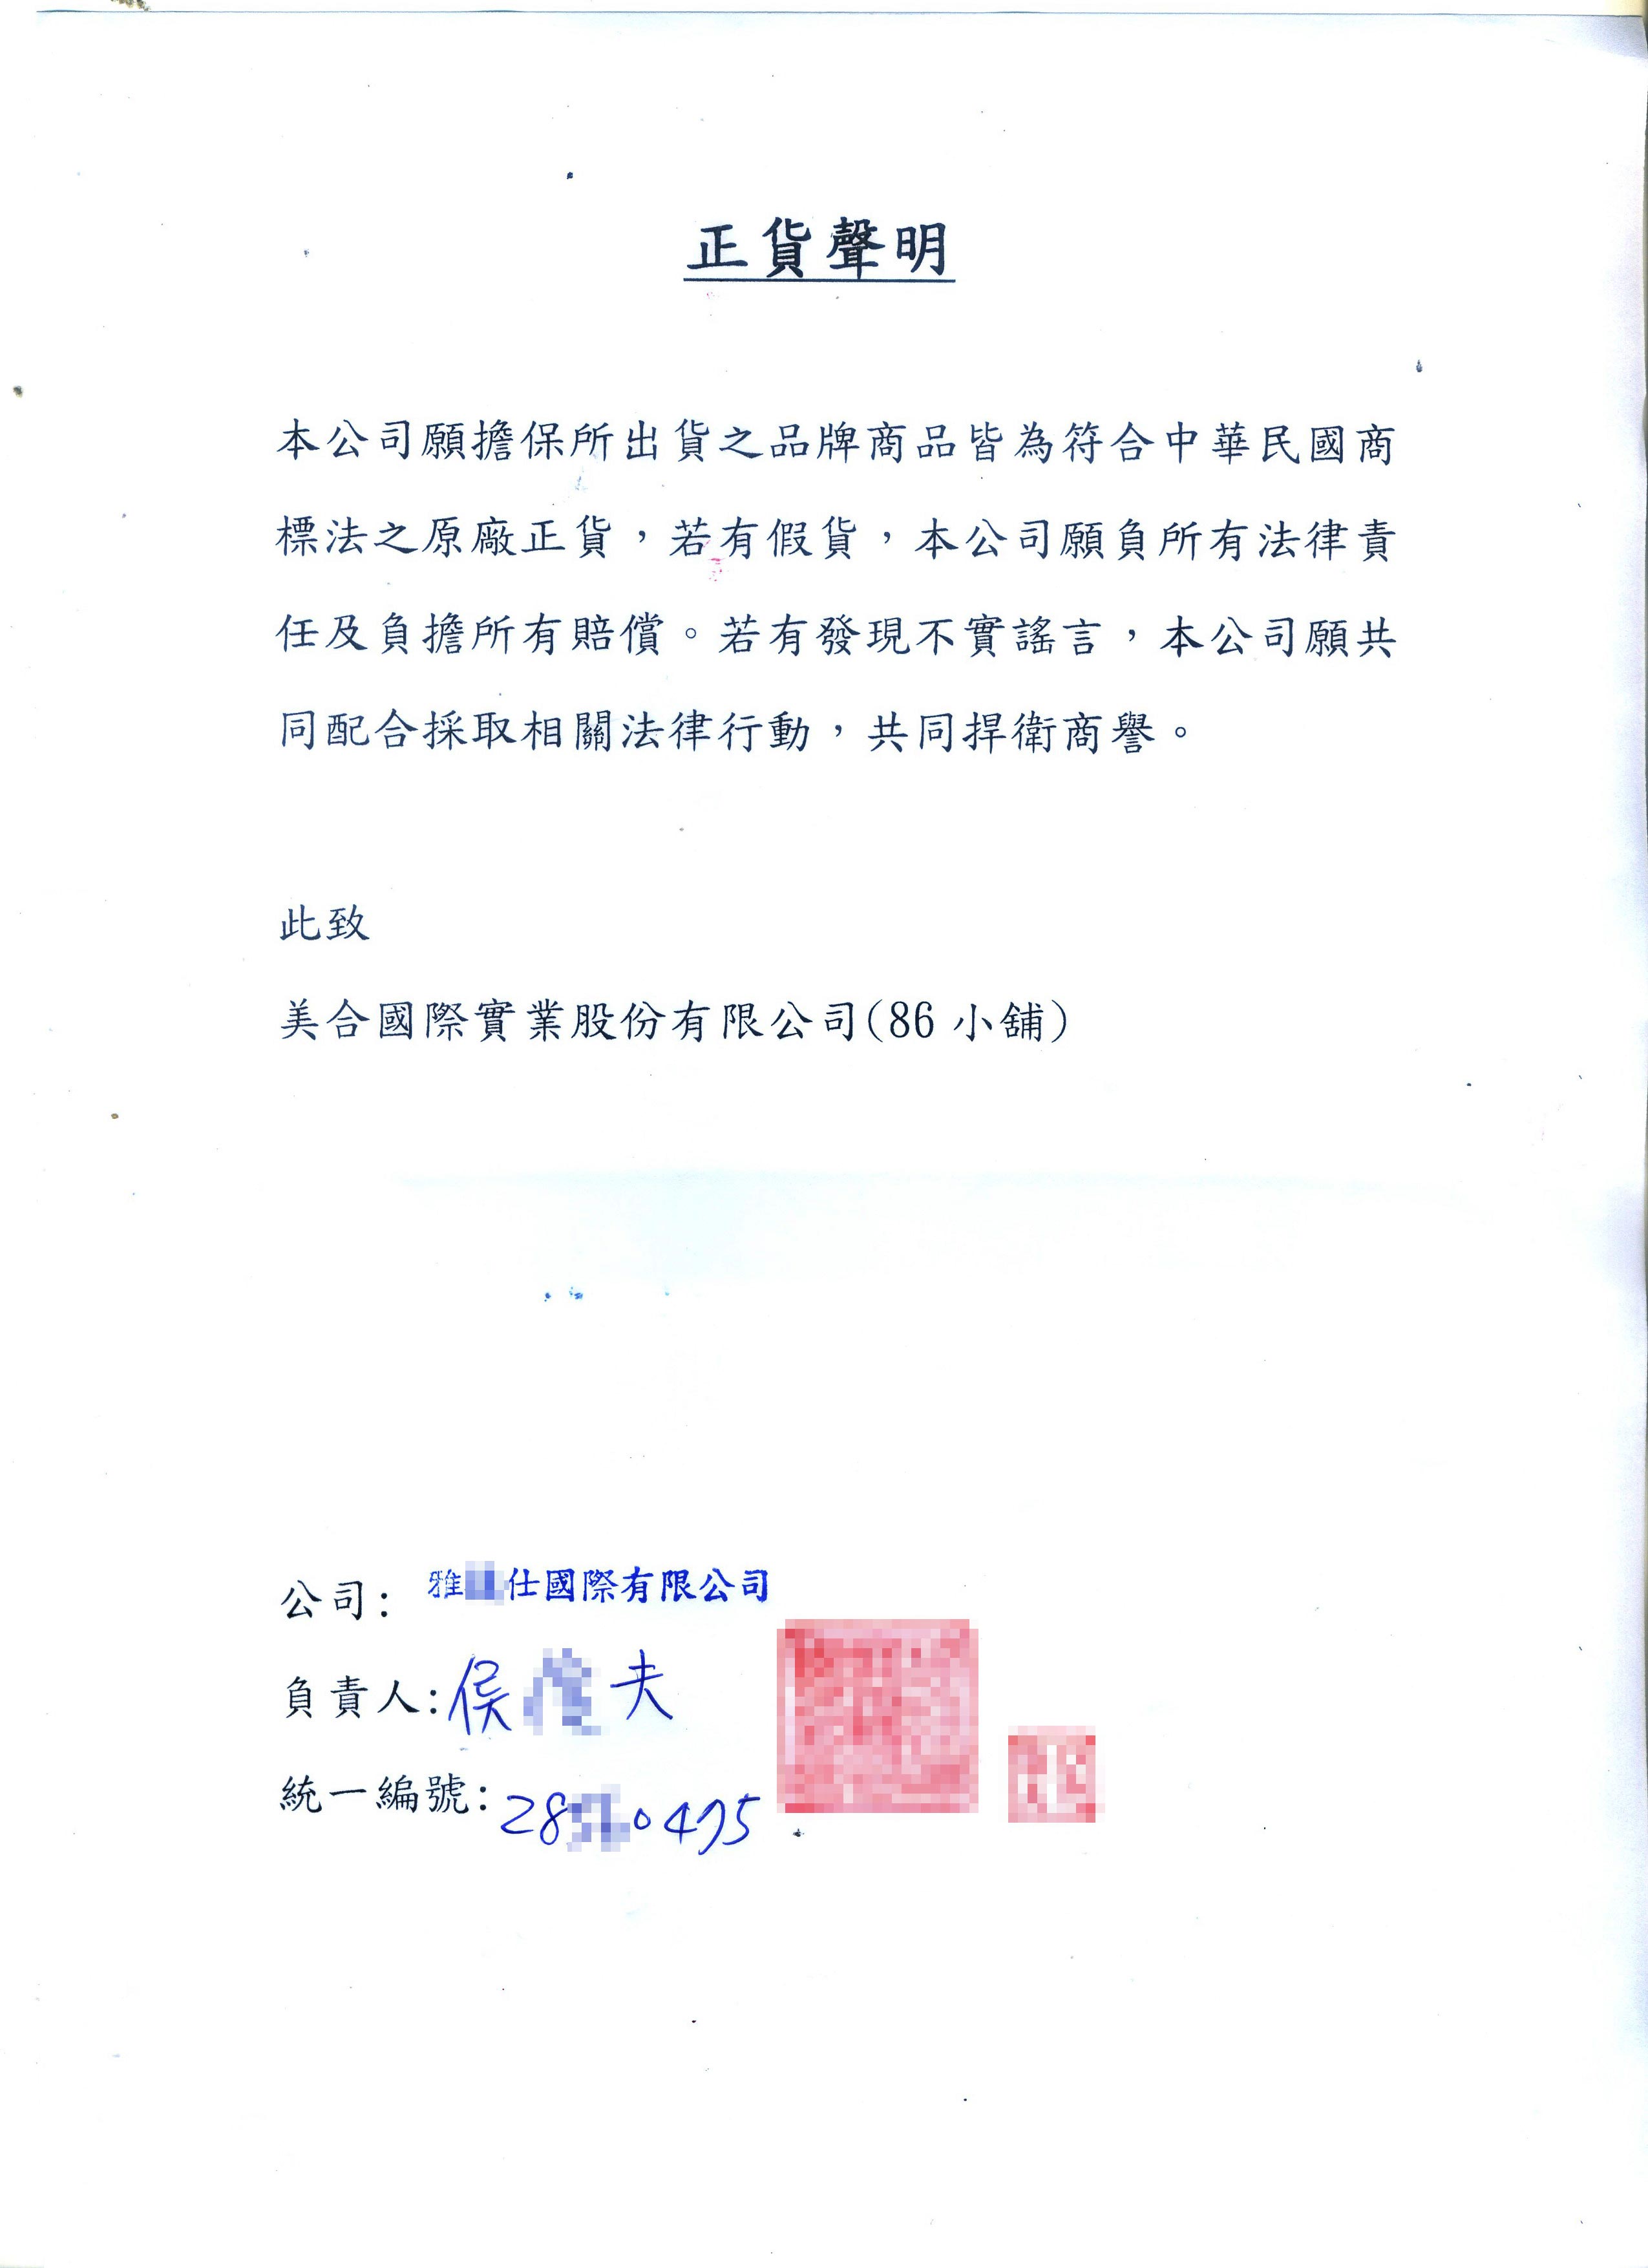 正貨聲明
本公司願擔保所出貨之品牌商品皆為符合中華民國商
標法之原廠正貨，若有假貨，本公司願負所有法律責
任及負擔所有賠償。若有發現不實謠言，本公司願共
同配合採取相關法律行動，共同捍衛商譽。
此致
美合國際實業股份有限公司(86 小舖)
公司: 雅 仕國際有限公司
負責人: 侯 夫
統一編號: 28 0495